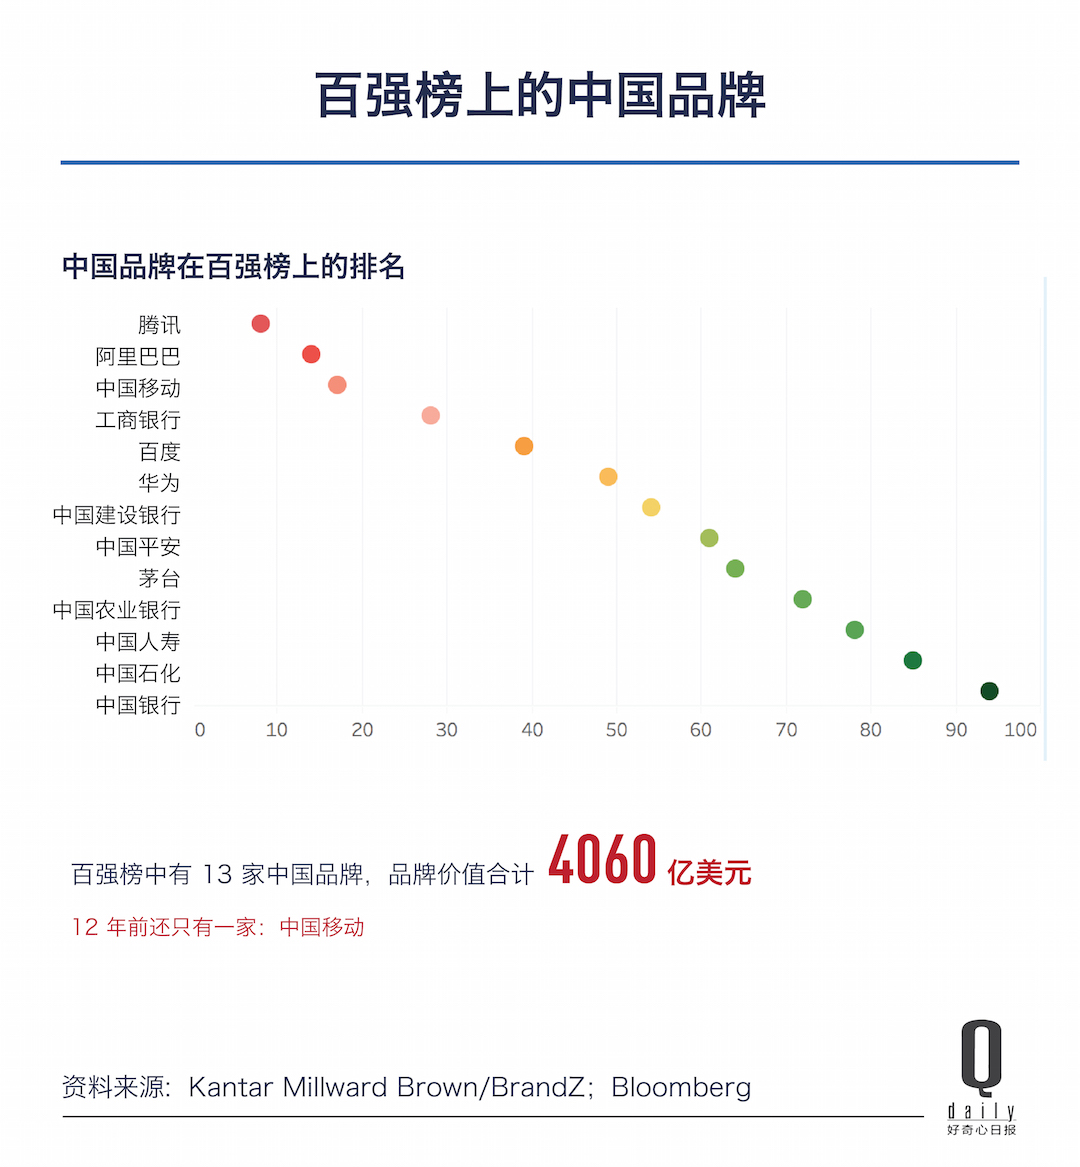 百强榜上的中国品牌
中国品牌在百强榜上的排名
腾讯
阿里巴巴
中国移动
工商银行
百度
华为
中国建设银行
中国平安
茅台
中国农业银行
中国人寿
中国石化
中国银行
0 10 20 30 40 50 60 70 80 90 100
百强榜中有 13 家中国品牌，品牌价值合计 4060 亿美元
12 年前还只有一家：中国移动
资料来源：Kantar Millward Brown/BrandZ；Bloomberg
Q
daily
好奇心日报